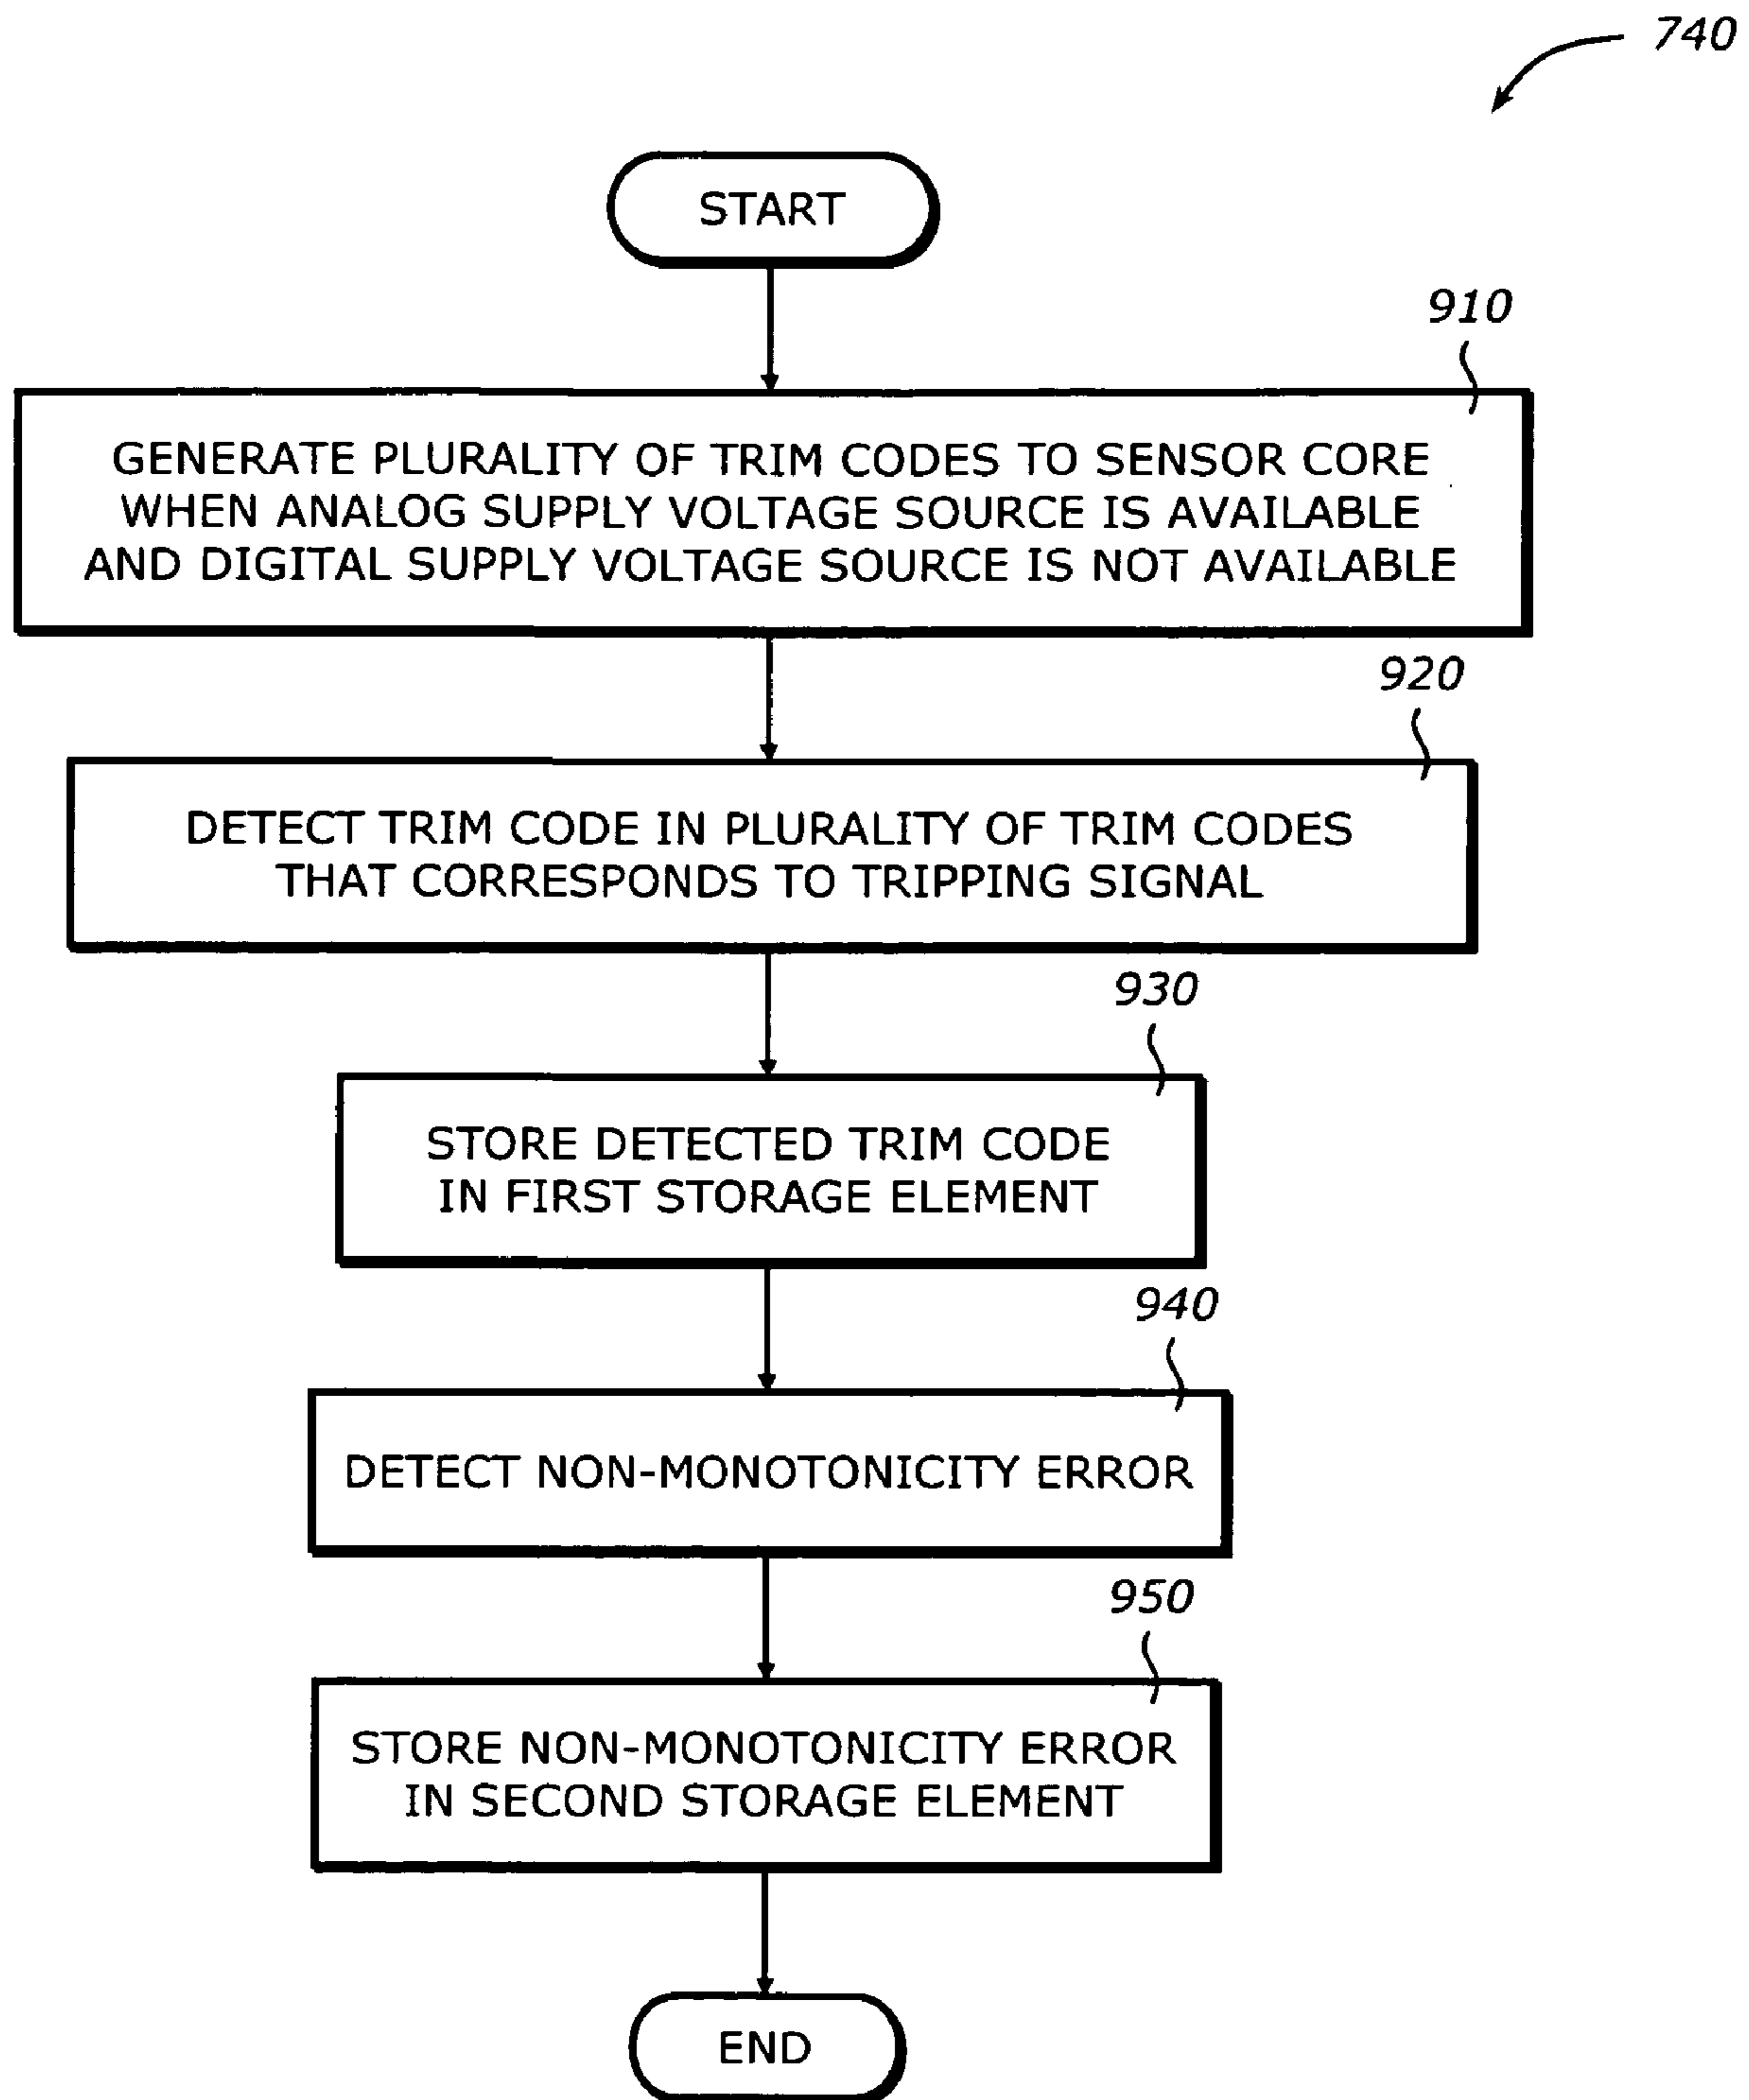 740
START
910
GENERATE PLURALITY OF TRIM CODES TO SENSOR CORE
WHEN ANALOG SUPPLY VOLTAGE SOURCE IS AVAILABLE
AND DIGITAL SUPPLY VOLTAGE SOURCE IS NOT AVAILABLE
920
DETECT TRIM CODE IN PLURALITY OF TRIM CODES
THAT CORRESPONDS TO TRIPPING SIGNAL
930
STORE DETECTED TRIM CODE
IN FIRST STORAGE ELEMENT
940
DETECT NON-MONOTONICITY ERROR
950
STORE NON-MONOTONICITY ERROR
IN SECOND STORAGE ELEMENT
END